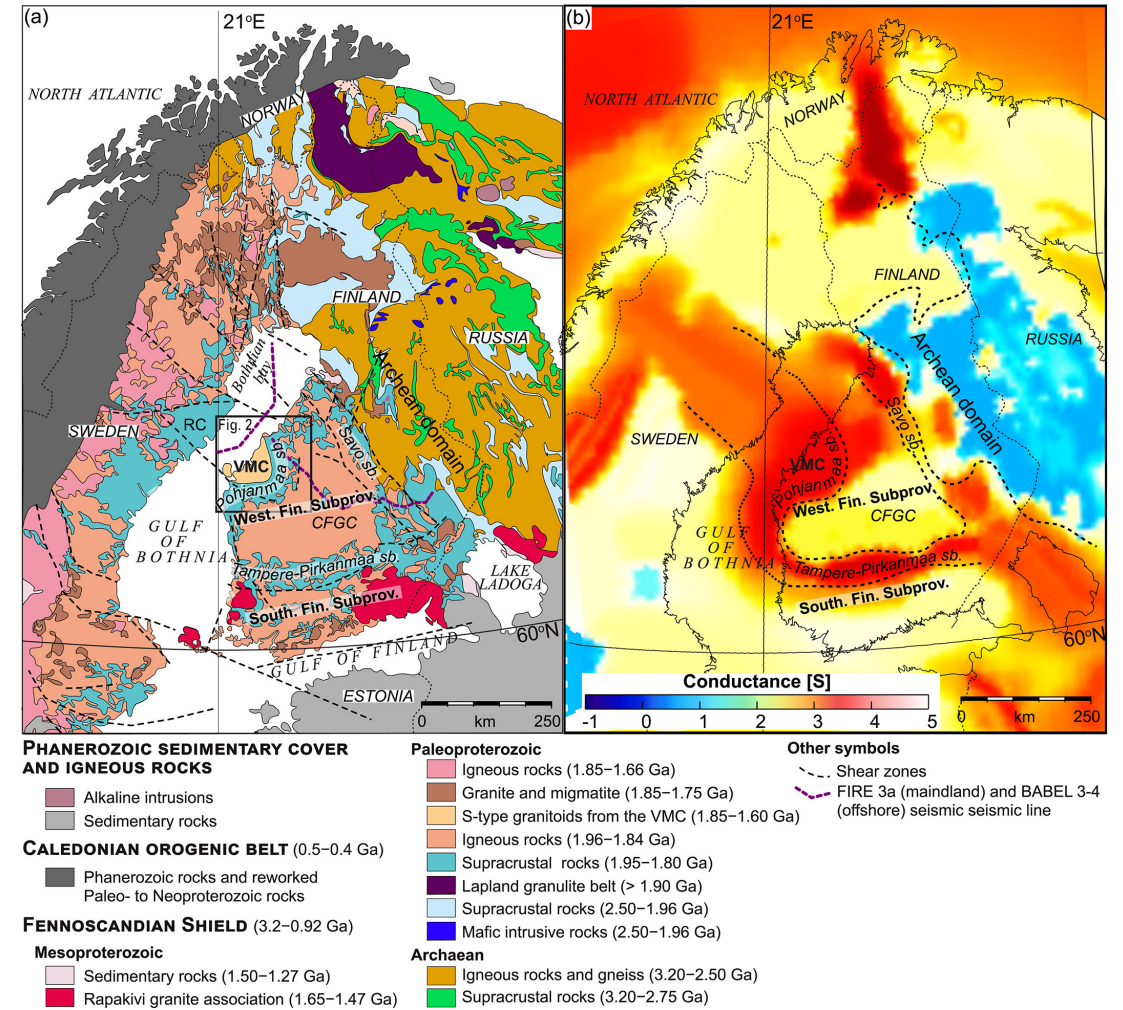 (a)
21°E
NORTH ATLANTIC
NORWAY
FINLAND
RUSSIA
Bothnian
bay
Archean domain
SWEDEN
RC
Fig. 2
VMC
Pohjanmaa sb
Savo sb.
West. Fin. Subprov.
CFGC
GULF
OF
BOTHNIA
Tampere-Pirkanmaa sb.
LAKE
LADOGA
South. Fin. Subprov.
60°N
GULF OF FINLAND
ESTONIA
0 km 250
(b)
21°E
NORTH ATLANTIC
NORWAY
FINLAND
RUSSIA
Archean domain
SWEDEN
Savo sb.
VMC
Pohjanmaa sb
West. Fin. Subprov.
CFGC
GULF
OF
BOTHNIA
Tampere-Pirkanmaa sb.
South. Fin. Subprov.
60°N
Conductance [S]
-1 0 1 2 3 4 5
0 km 250
PHANEROZOIC SEDIMENTARY COVER
AND IGNEOUS ROCKS
Alkaline intrusions
Sedimentary rocks
CALEDONIAN OROGENIC BELT (0.5−0.4 Ga)
Phanerozoic rocks and reworked
Paleo- to Neoproterozoic rocks
FENNOSCANDIAN SHIELD (3.2−0.92 Ga)
Mesoproterozoic
Sedimentary rocks (1.50−1.27 Ga)
Rapakivi granite association (1.65−1.47 Ga)
Paleoproterozoic
Igneous rocks (1.85−1.66 Ga)
Granite and migmatite (1.85−1.75 Ga)
S-type granitoids from the VMC (1.85−1.60 Ga)
Igneous rocks (1.96−1.84 Ga)
Supracrustal rocks (1.95−1.80 Ga)
Lapland granulite belt (> 1.90 Ga)
Supracrustal rocks (2.50−1.96 Ga)
Mafic intrusive rocks (2.50−1.96 Ga)
Archaean
Igneous rocks and gneiss (3.20−2.50 Ga)
Supracrustal rocks (3.20−2.75 Ga)
Other symbols
Shear zones
FIRE 3a (maindland) and BABEL 3-4
(offshore) seismic seismic line